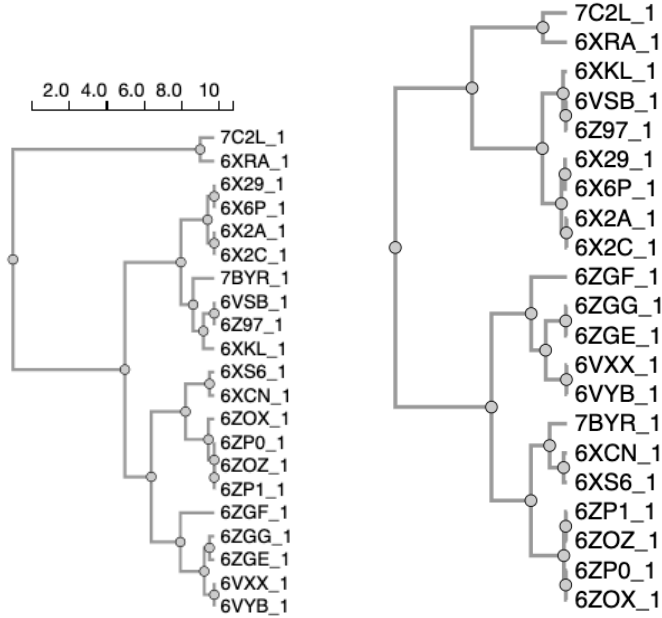 2.0 4.0 6.0 8.0 10
7C2L_1
6XRA_1
6X29_1
6X6P_1
6X2A_1
6X2C_1
7BYR_1
6VSB_1
6Z97_1
6XKL_1
6XS6_1
6XCN_1
6ZOX_1
6ZP0_1
6ZOZ_1
6ZP1_1
6ZGF_1
6ZGG_1
6ZGE_1
6VXX_1
6VYB_1
7C2L_1
6XRA_1
6XKL_1
6VSB_1
6Z97_1
6X29_1
6X6P_1
6X2A_1
6X2C_1
6ZGF_1
6ZGG_1
6ZGE_1
6VXX_1
6VYB_1
7BYR_1
6XCN_1
6XS6_1
6ZP1_1
6ZOZ_1
6ZP0_1
6ZOX_1